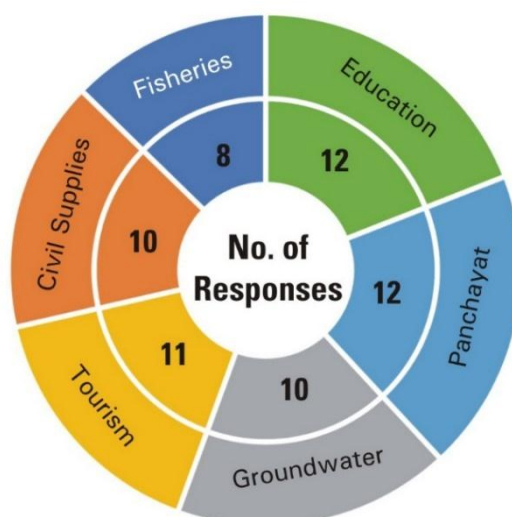 Fisheries
8
Education
12
Civil Supplies
10
No. of
Responses
12
Panchayat
11
Tourism
10
Groundwater